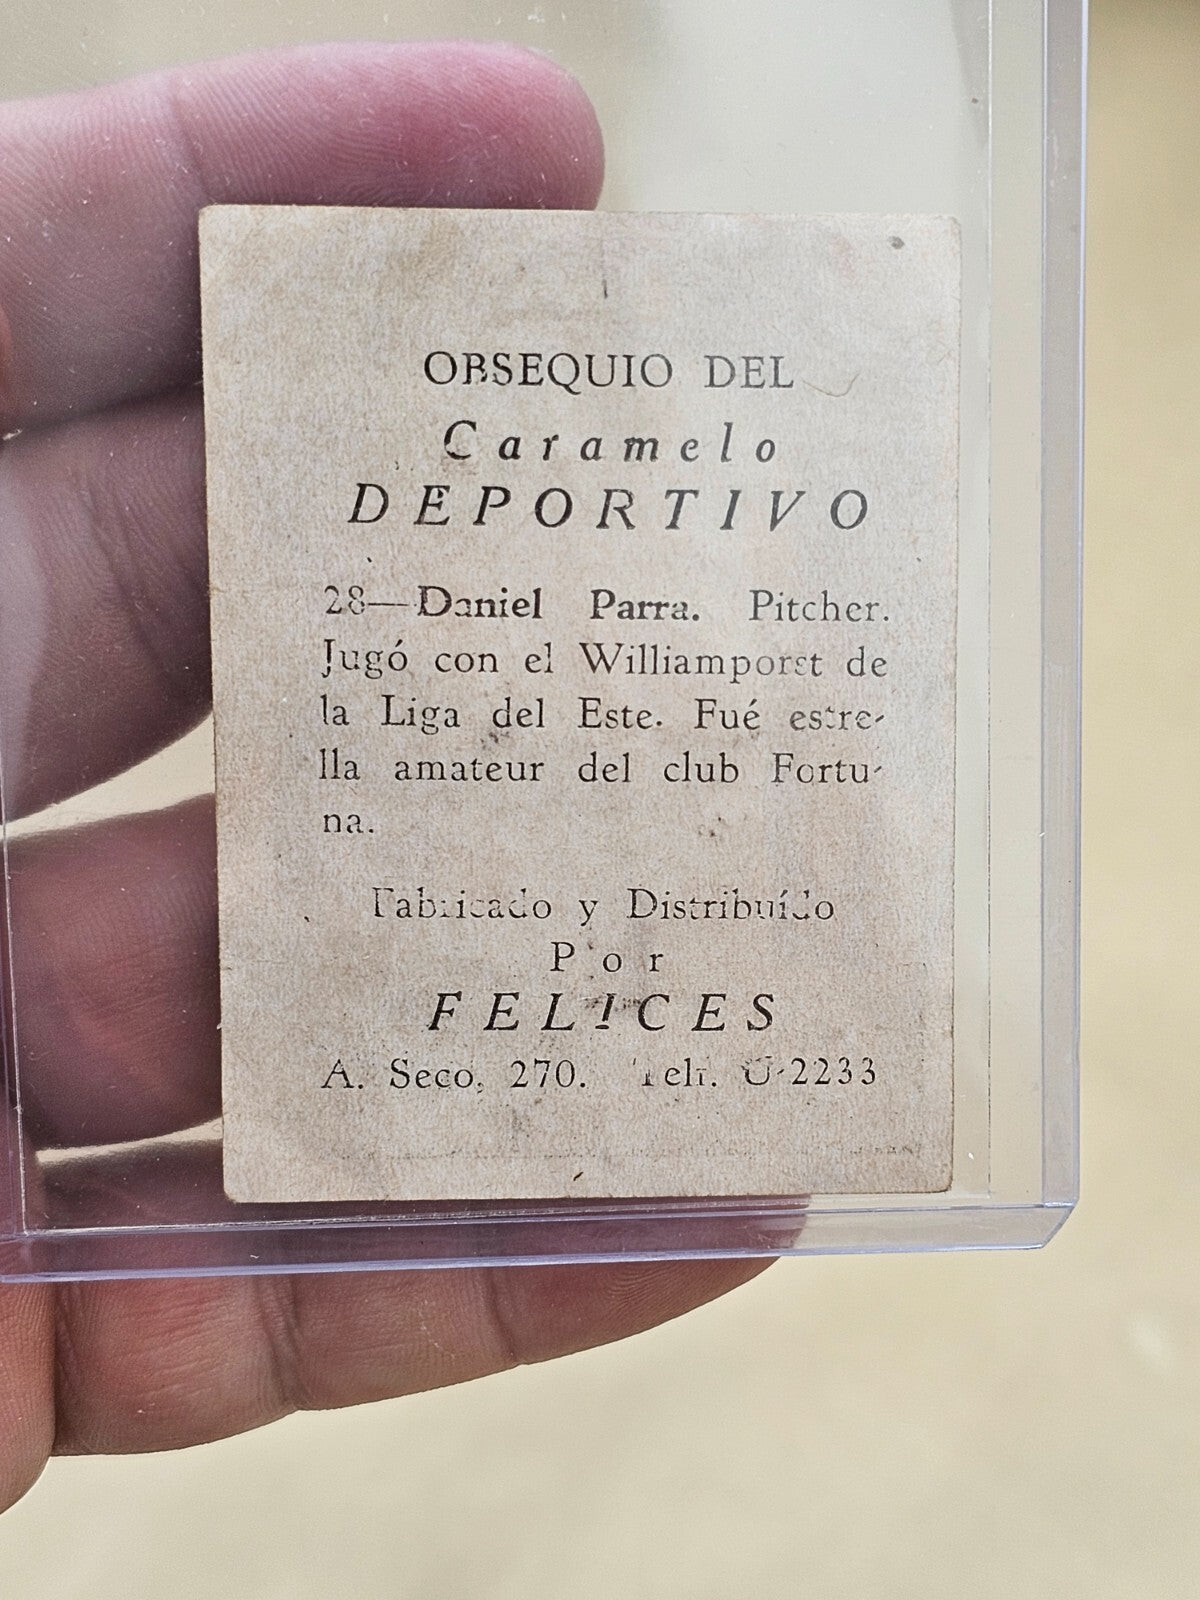 OBSEQUIO DEL
Caramelo
DEPORTIVO
28—Daniel Parra. Pitcher.
Jugó con el Williamporst de
la Liga del Este. Fué estre-
lla amateur del club Fortu-
na.
Fabricado y Distribuído
Por
FELICES
A. Seco, 270. Telf. U-2233